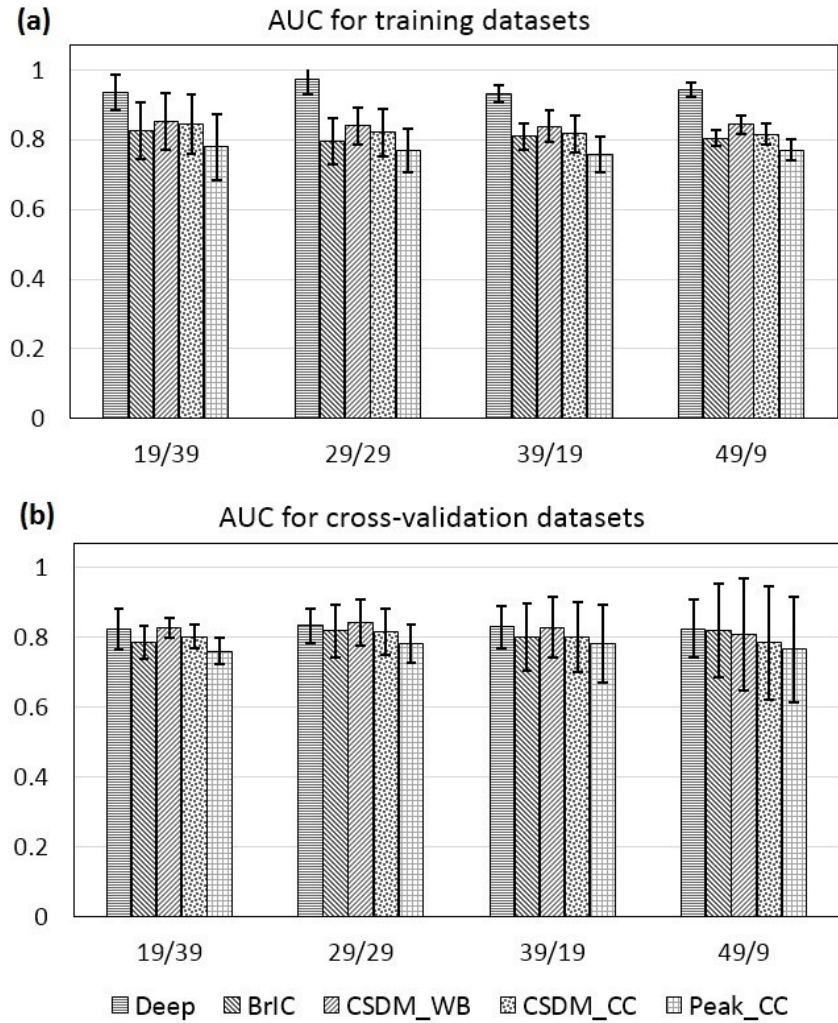 (a) AUC for training datasets
1
0.8
0.6
0.4
0.2
0
19/39 29/29 39/19 49/9
(b) AUC for cross-validation datasets
1
0.8
0.6
0.4
0.2
0
19/39 29/29 39/19 49/9
Deep BrIC CSDM_WB CSDM_CC Peak_CC